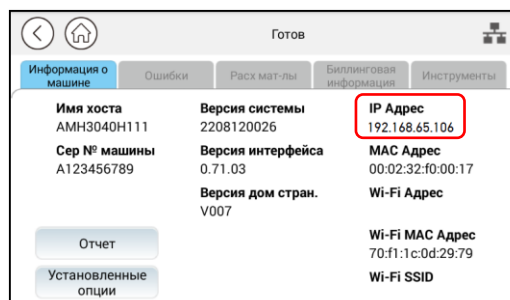 Готов
Информация о
машине
Ошибки
Расх мат-лы
Биллинговая
информация
Инструменты
Имя хоста
AMH3040H111
Сер № машины
A123456789
Версия системы
2208120026
Версия интерфейса
0.71.03
Версия дом стран.
V007
IP Адрес
192.168.65.106
MAC Адрес
00:02:32:f0:00:17
Wi-Fi Адрес
Wi-Fi MAC Адрес
70:f1:1c:0d:29:79
Wi-Fi SSID
Отчет
Установленные
опции